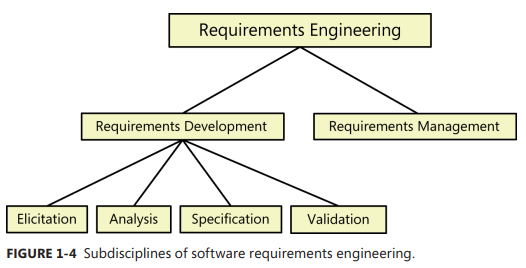 Requirements Engineering
Requirements Development
Requirements Management
Elicitation
Analysis
Specification
Validation
FIGURE 1-4 Subdisciplines of software requirements engineering.